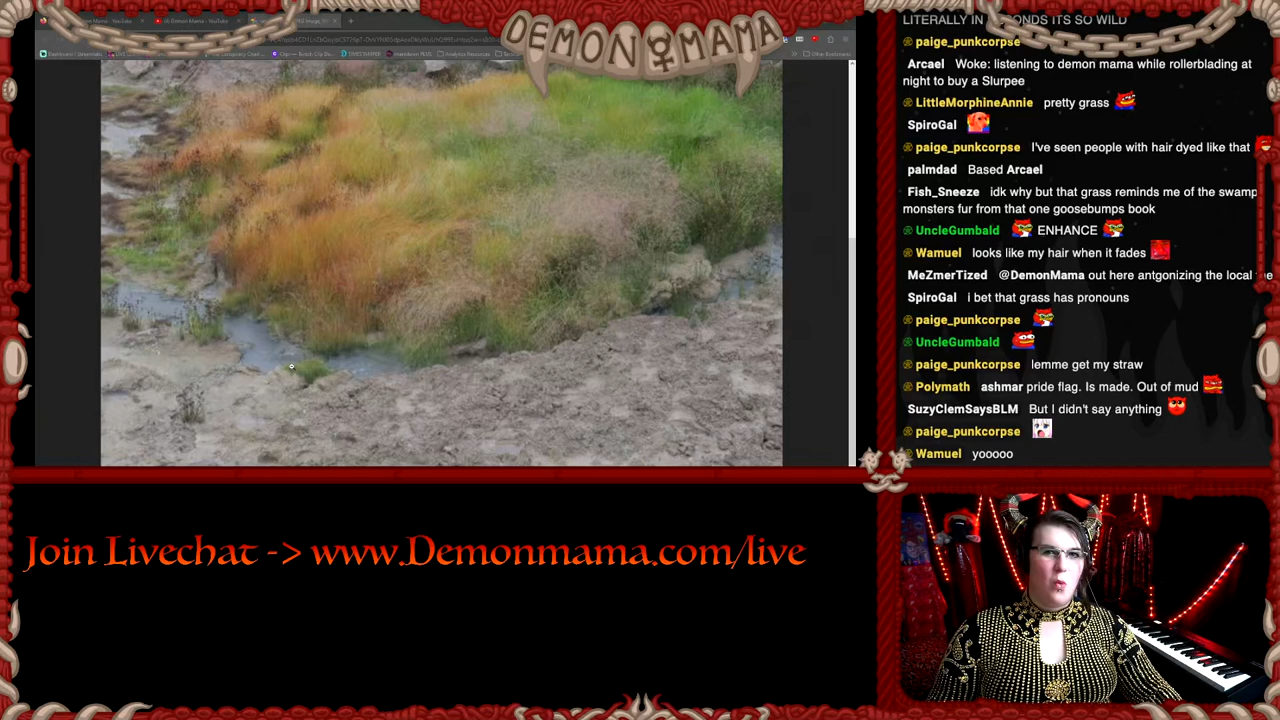 Demon Mama - YouTube
DEMON MAMA
Other Bookmarks
LITERALLY IN SECONDS ITS SO WILD
paige_punkcorpse
Arcael Woke: listening to demon mama while rollerblading at
night to buy a Slurpee
LittleMorphineAnnie pretty grass
SpiroGal
paige_punkcorpse I've seen people with hair dyed like that
palmdad Based Arcael
Fish_Sneeze idk why but that grass reminds me of the swamp
monsters fur from that one goosebumps book
UncleGumbald ENHANCE
Wamuel looks like my hair when it fades
MeZmerTized @DemonMama out here antgonizing the local
SpiroGal i bet that grass has pronouns
paige_punkcorpse
UncleGumbald
paige_punkcorpse lemme get my straw
Polymath ashmar pride flag. Is made. Out of mud
SuzyClemSaysBLM But I didn't say anything
paige_punkcorpse
Wamuel yooooo
Join Livechat -> www.Demonmama.com/live